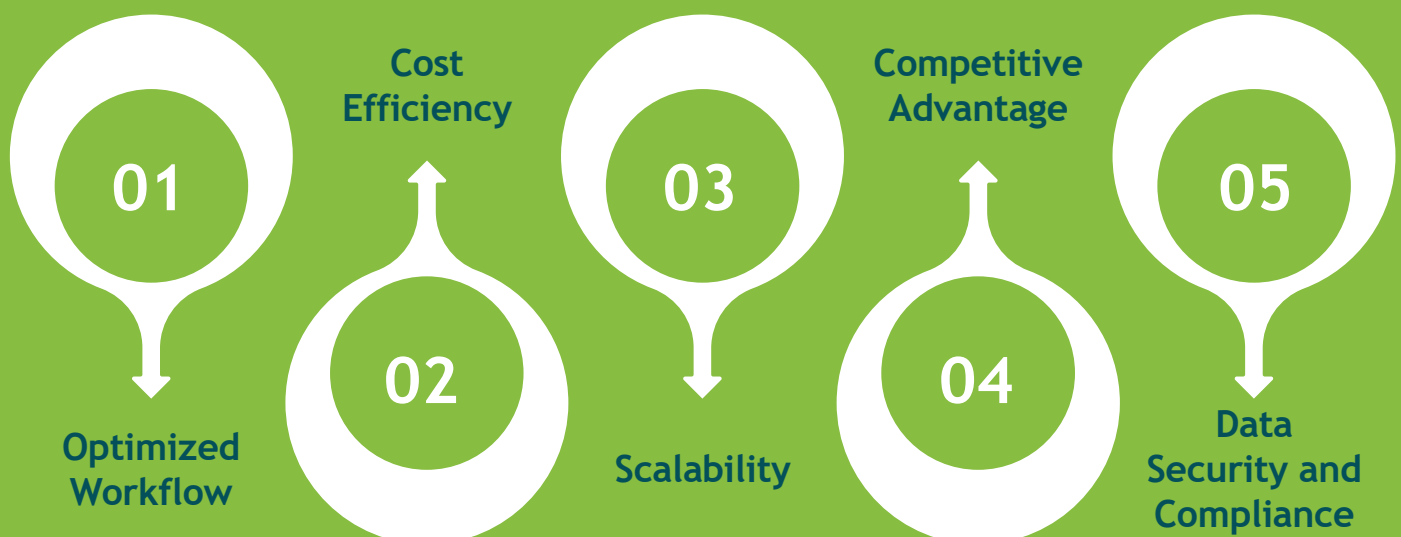 01
Optimized
Workflow
Cost
Efficiency
02
03
Scalability
Competitive
Advantage
04
05
Data
Security and
Compliance